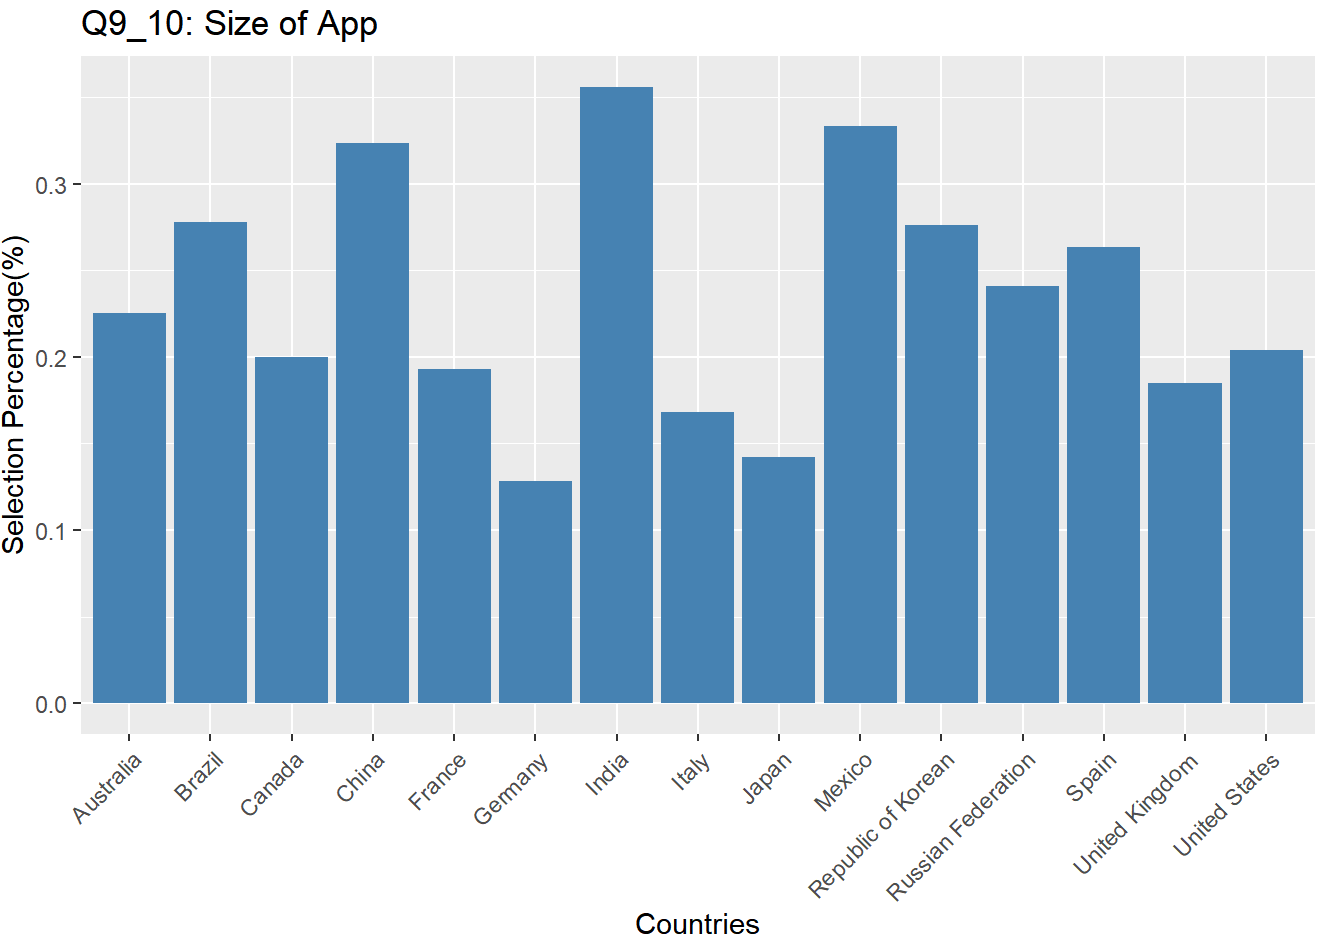 Q9_10: Size of App
Selection Percentage(%)
0.3
0.2
0.1
0.0
Australia
Brazil
Canada
China
France
Germany
India
Italy
Japan
Mexico
Republic of Korean
Russian Federation
Spain
United Kingdom
United States
Countries